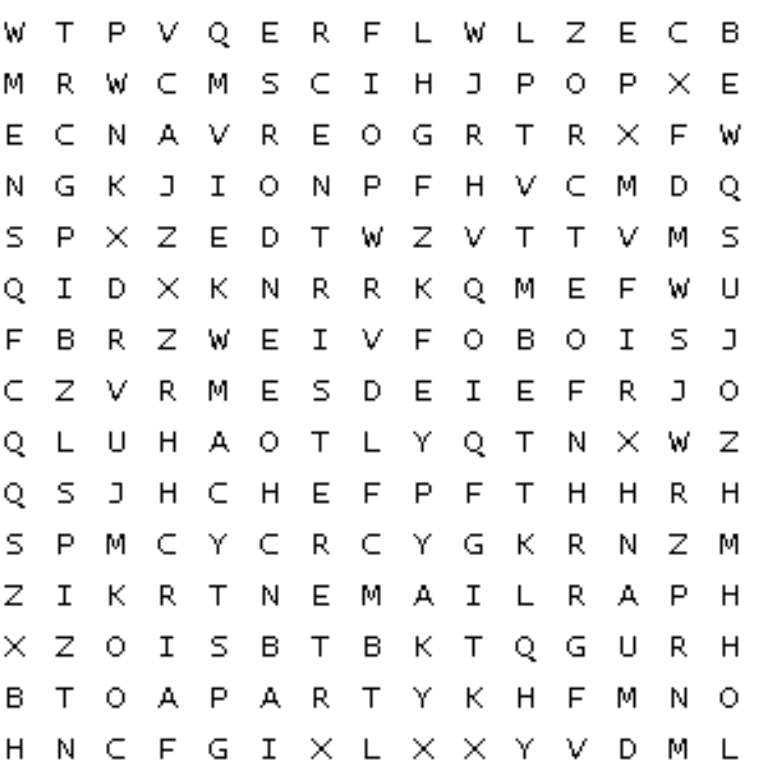 W T P V Q E R F L W L Z E C B
M R W C M S C I H J P O P X E
E C N A V R E O G R T R X F W
N G K J I O N P F H V C M D Q
S P X Z E D T W Z V T T V M S
Q I D X K N R R K Q M E F W U
F B R Z W E I V F O B O I S J
C Z V R M E S D E I E F R J O
Q L U H A O T L Y Q T N X W Z
Q S J H C H E F P F T H H R H
S P M C Y C R C Y G K R N Z M
Z I K R T N E M A I L R A P H
X Z O I S B T B K T Q G U R H
B T O A P A R T Y K H F M N O
H N C F G I X L X X Y V D M L